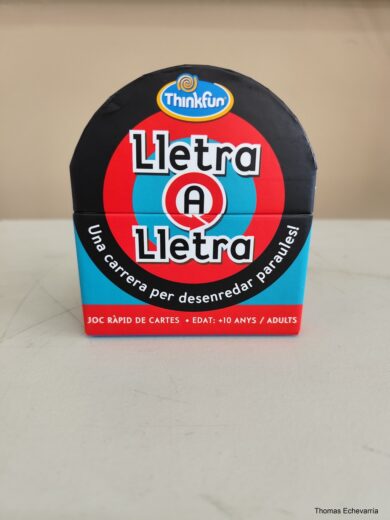 Thinkfun®
Lletra
A
Lletra
Una carrera per desenredar paraules!
JOC RÀPID DE CARTES • EDAT: +10 ANYS / ADULTS
Thomas Echevarria